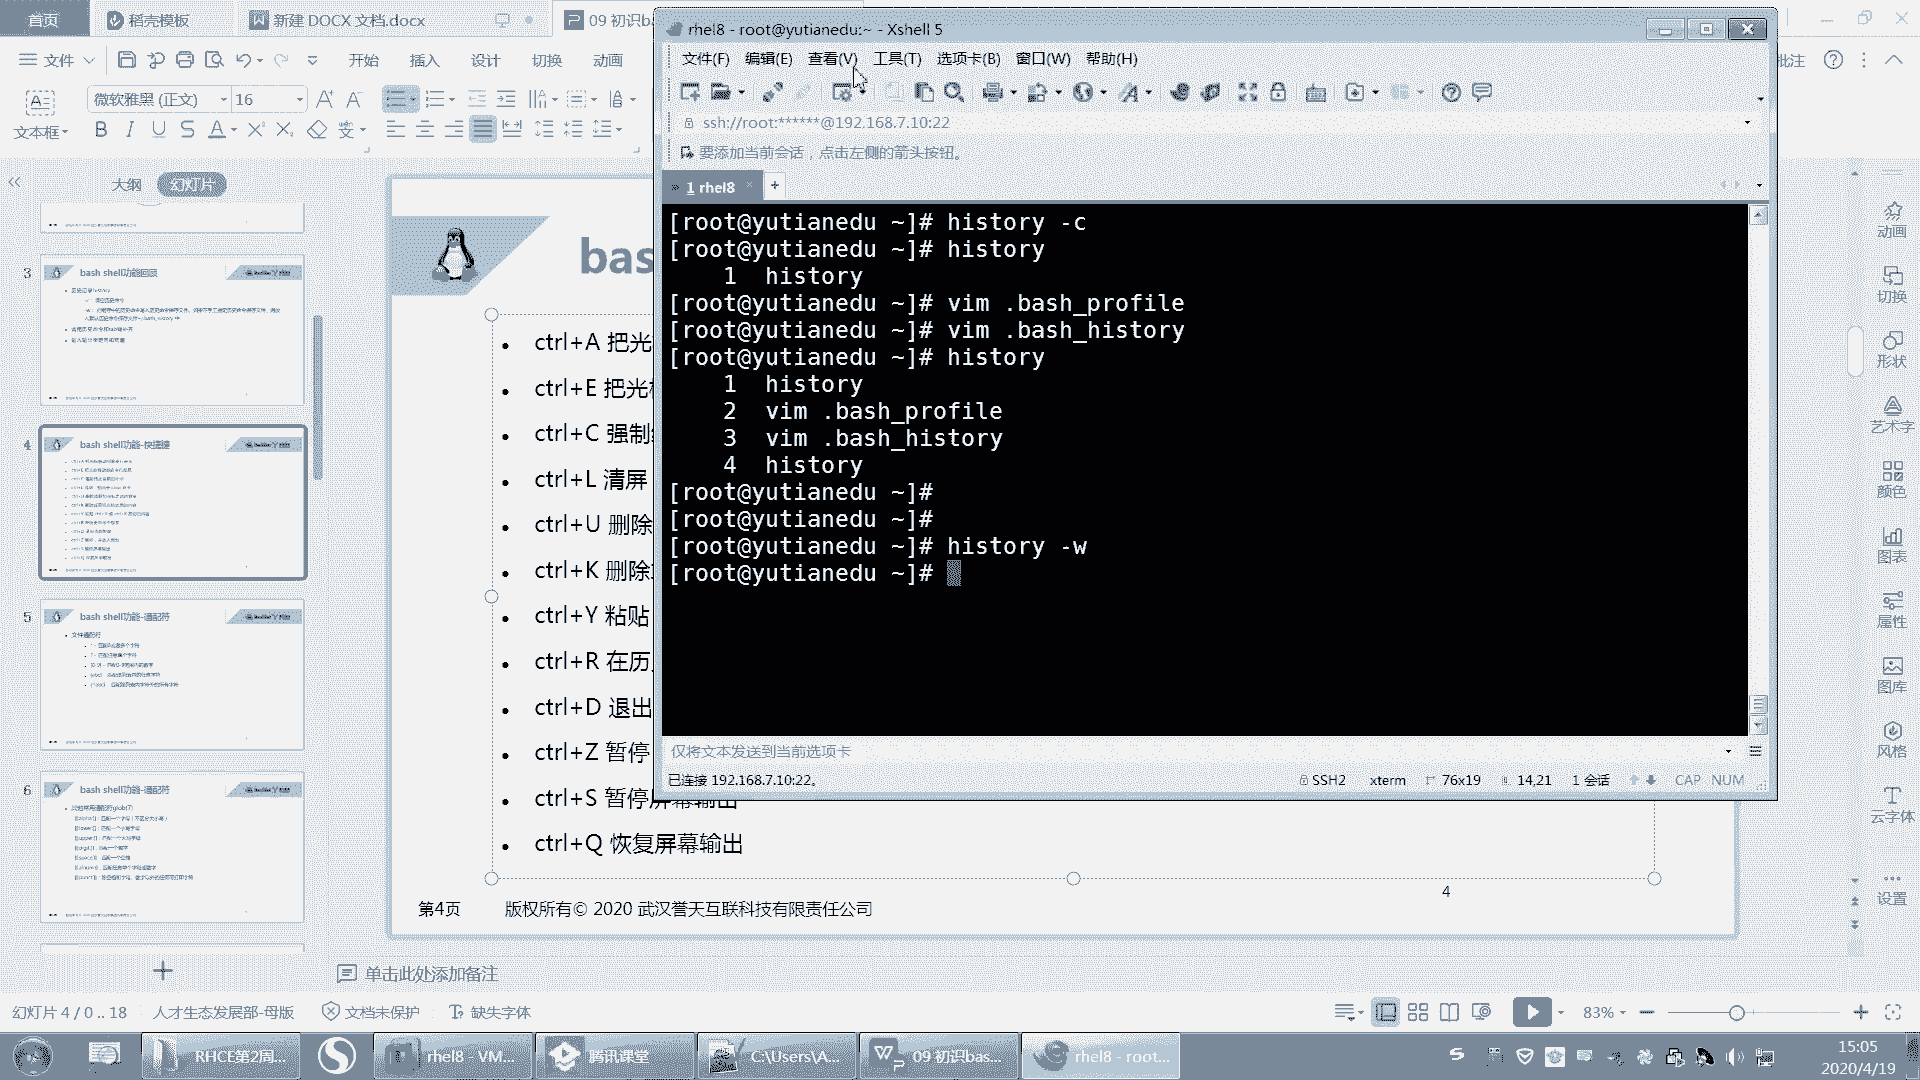 首页
稻壳模板
新建 DOCX 文档.docx
rhel8 - root@yutianedu:~ - Xshell 5
文件(F) 编辑(E) 查看(V) 工具(T) 选项卡(B) 窗口(W) 帮助(H)
ssh://root:******@192.168.7.10:22
要添加当前会话，点击左侧的箭头按钮。
1 rhel8
[root@yutianedu ~]# history -c
[root@yutianedu ~]# history
1 history
[root@yutianedu ~]# vim .bash_profile
[root@yutianedu ~]# vim .bash_history
[root@yutianedu ~]# history
1 history
2 vim .bash_profile
3 vim .bash_history
4 history
[root@yutianedu ~]#
[root@yutianedu ~]#
[root@yutianedu ~]# history -w
[root@yutianedu ~]#
仅将文本发送到当前选项卡
已连接 192.168.7.10:22。
SSH2 xterm 76x19 14,21 1 会话 CAP NUM
文件 开始 插入 设计 切换 动画
批注
文本框
微软雅黑 (正文) 16
大纲 幻灯片
3 bash shell功能回顾
4 bash shell功能-快捷键
5 bash shell功能-通配符
文件通配符
6 bash shell功能-通配符
bas
ctrl+A 把光
ctrl+E 把光
ctrl+C 强制
ctrl+L 清屏
ctrl+U 删除
ctrl+K 删除
ctrl+Y 粘贴
ctrl+R 在历
ctrl+D 退出
ctrl+Z 暂停
ctrl+S 暂停屏幕输出
ctrl+Q 恢复屏幕输出
4
第4页 版权所有© 2020 武汉誉天互联科技有限责任公司
单击此处添加备注
动画
切换
形状
艺术字
颜色
图表
属性
图库
风格
云字体
设置
幻灯片 4 / 0 .. 18 人才生态发展部-母版 文档未保护 缺失字体 83%
RHCE第2周...
rhel8 - VM...
腾讯课堂
C:\Users\A...
09 初识bas...
rhel8 - root...
15:05
2020/4/19